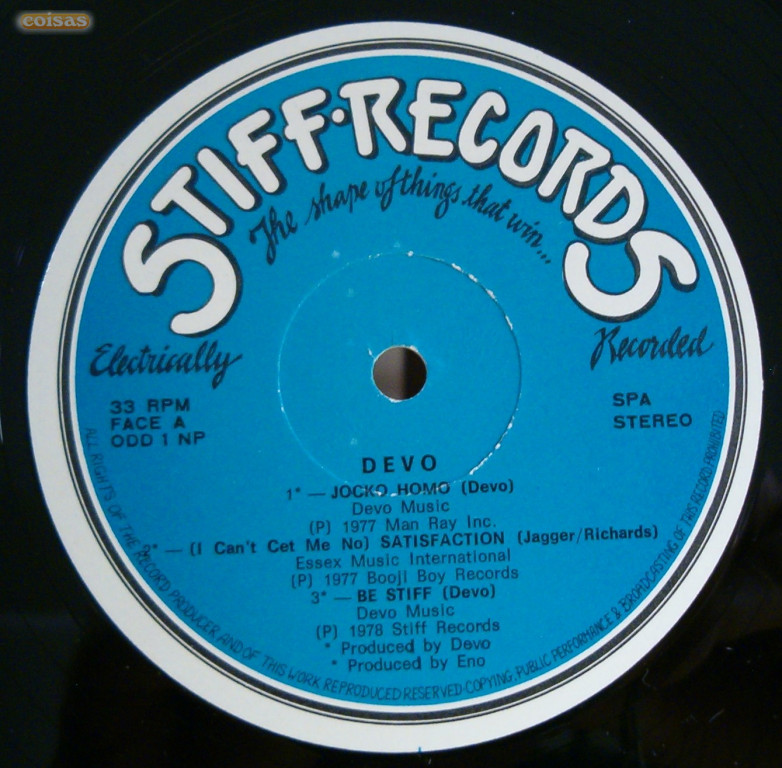 coisas
STIFF·RECORDS
The shape of things that win...
Electrically
Recorded
33 RPM
FACE A
ODD 1 NP
SPA
STEREO
DEVO
1* — JOCKO HOMO (Devo)
Devo Music
(P) 1977 Man Ray Inc.
2* — (I Can't Cet Me No) SATISFACTION (Jagger/Richards)
Essex Music International
(P) 1977 Booji Boy Records
3* — BE STIFF (Devo)
Devo Music
(P) 1978 Stiff Records
* Produced by Devo
* Produced by Eno
ALL RIGHTS OF THE RECORD PRODUCER AND OF THIS WORK REPRODUCED RESERVED-COPYING, PUBLIC PERFORMANCE & BROADCASTING OF THIS RECORD PROHIBITED